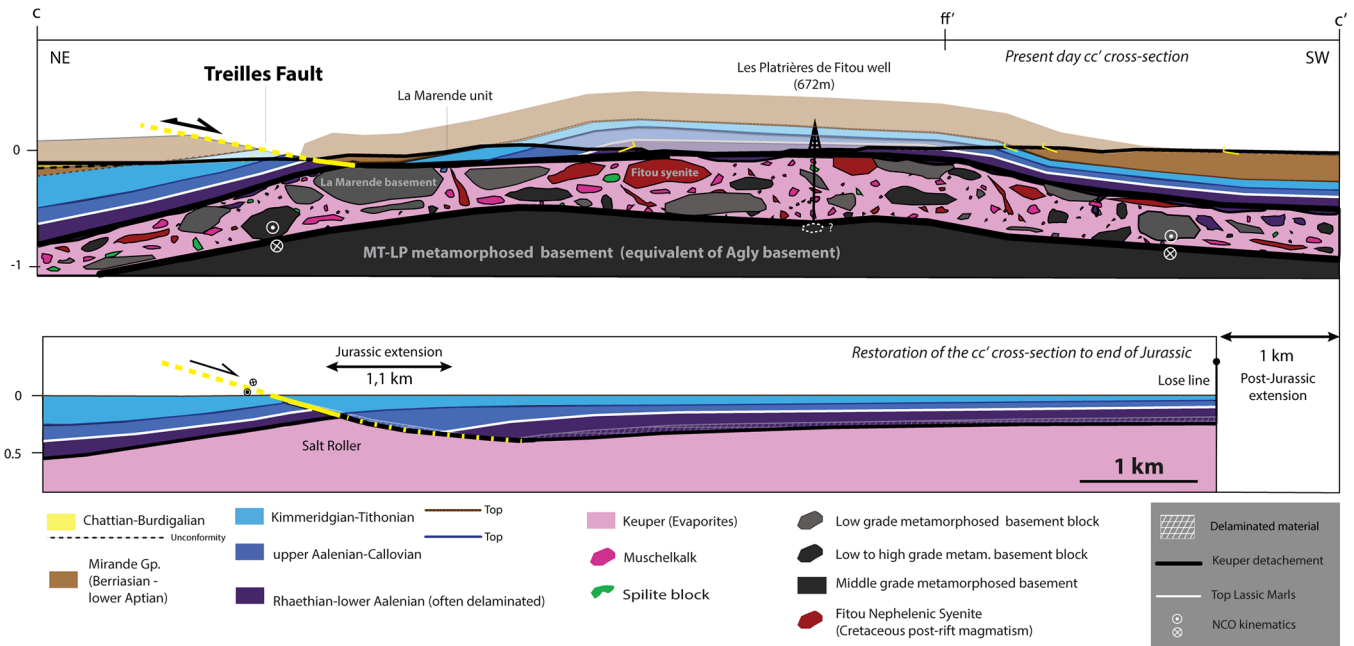 c
ff'
c'
NE
Present day cc' cross-section
SW
Treilles Fault
Les Platrières de Fitou well
(672m)
La Marende unit
0
La Marende basement
Fitou syenite
?
MT-LP metamorphosed basement (equivalent of Agly basement)
-1
Jurassic extension
1,1 km
Restoration of the cc' cross-section to end of Jurassic
1 km
Lose line
Post-Jurassic
extension
0
Salt Roller
0.5
1 km
Chattian-Burdigalian
Unconformity
Mirande Gp.
(Berriasian -
lower Aptian)
Kimmeridgian-Tithonian
Top
upper Aalenian-Callovian
Top
Rhaethian-lower Aalenian (often delaminated)
Keuper (Evaporites)
Muschelkalk
Spilite block
Low grade metamorphosed basement block
Low to high grade metam. basement block
Middle grade metamorphosed basement
Fitou Nephelenic Syenite
(Cretaceous post-rift magmatism)
Delaminated material
Keuper detachement
Top Lassic Marls
NCO kinematics